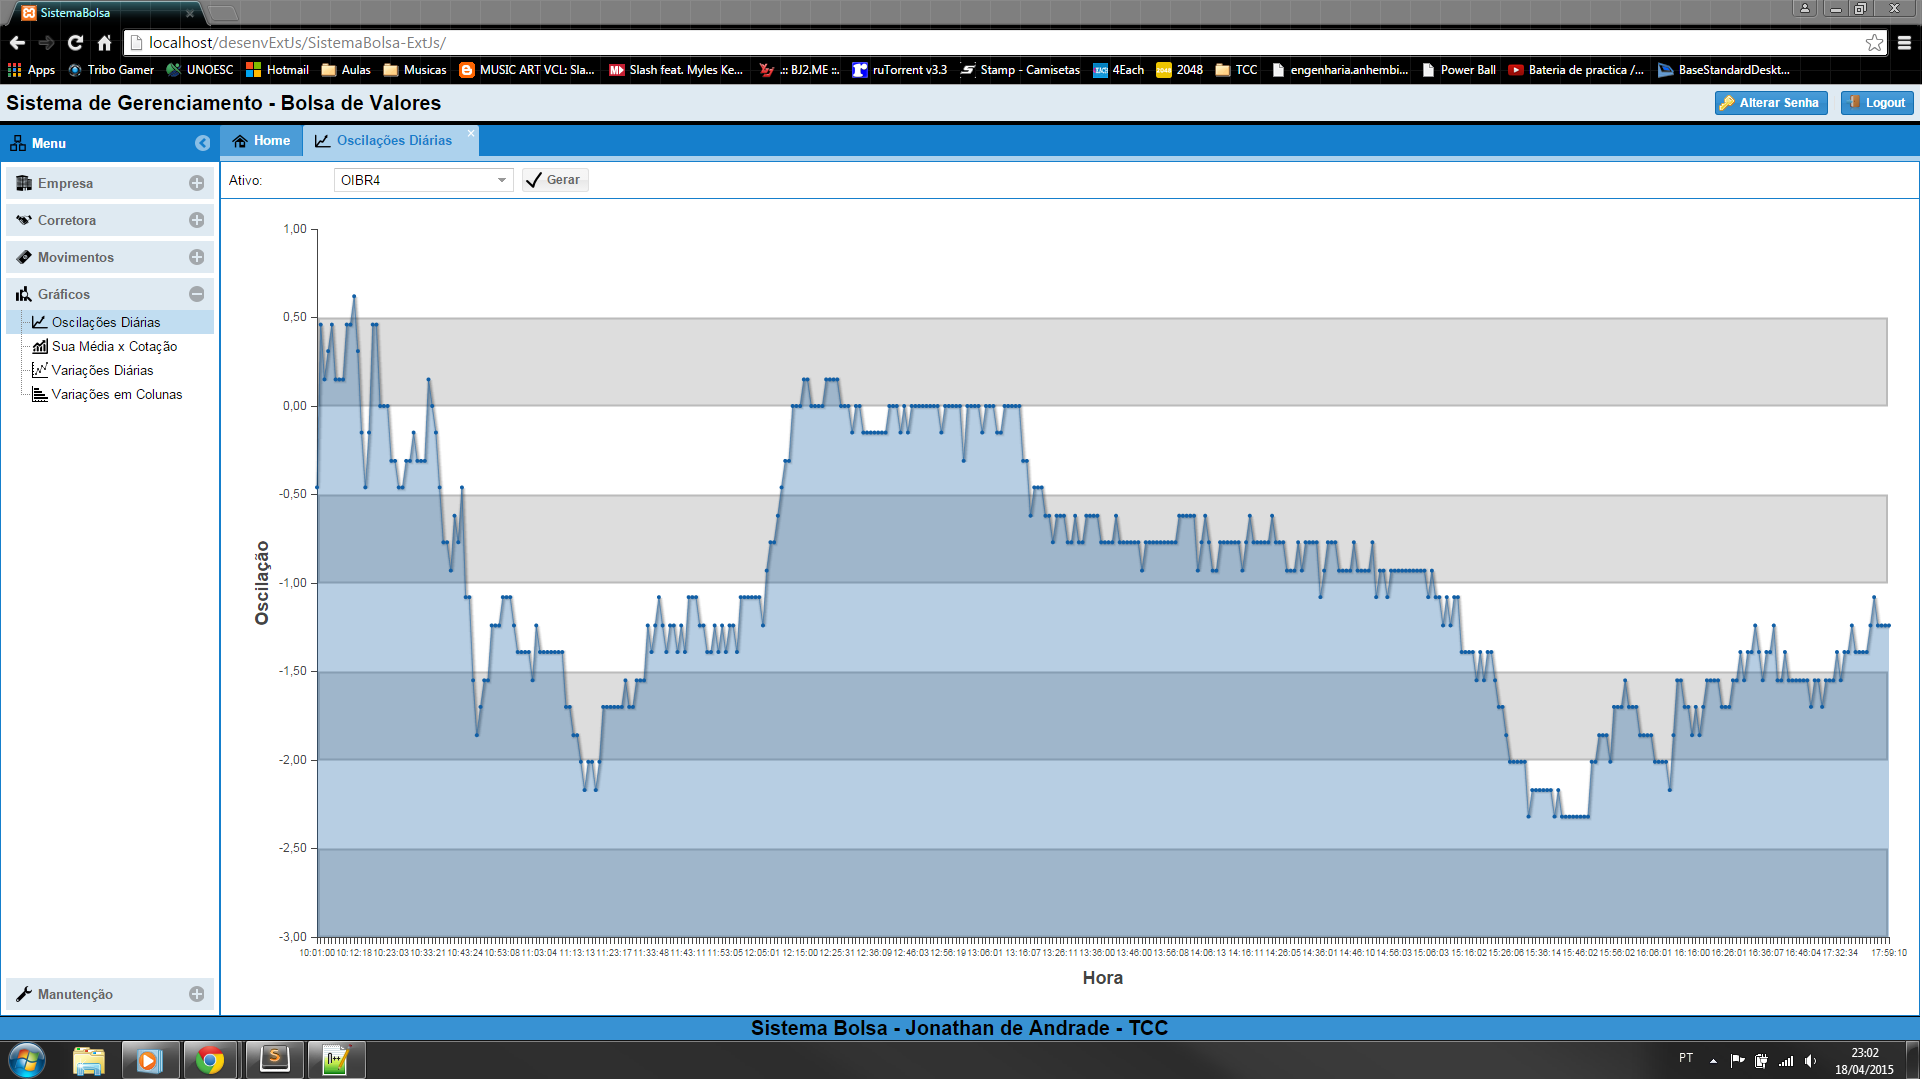 SistemaBolsa
localhost/desenvExtJs/SistemaBolsa-ExtJs/
Apps Tribo Gamer UNOESC Hotmail Aulas Musicas MUSIC ART VCL: Sla... Slash feat. Myles Ke... .:: BJ2.ME ::. ruTorrent v3.3 Stamp - Camisetas 4Each 2048 TCC engenharia.anhembi... Power Ball Bateria de practica /... BaseStandardDeskt...
Sistema de Gerenciamento - Bolsa de Valores
Alterar Senha
Logout
Menu
Home
Oscilações Diárias
Empresa
Corretora
Movimentos
Gráficos
Oscilações Diárias
Sua Média x Cotação
Variações Diárias
Variações em Colunas
Manutenção
Ativo:
OIBR4
Gerar
1,00
0,50
0,00
-0,50
-1,00
-1,50
-2,00
-2,50
-3,00
Oscilação
10:01:00 10:12:18 10:23:03 10:33:21 10:43:24 10:53:08 11:03:04 11:13:13 11:23:17 11:33:48 11:43:11 11:53:05 12:05:01 12:15:00 12:25:31 12:36:09 12:46:03 12:56:19 13:06:01 13:16:07 13:26:11 13:36:00 13:46:00 13:56:08 14:06:13 14:16:11 14:26:05 14:36:00 14:46:10 14:56:03 15:06:03 15:16:02 15:26:06 15:36:14 15:46:02 15:56:02 16:06:01 16:16:00 16:26:01 16:36:07 16:46:04 17:32:34 17:59:10
Hora
Sistema Bolsa - Jonathan de Andrade - TCC
PT
23:02
18/04/2015